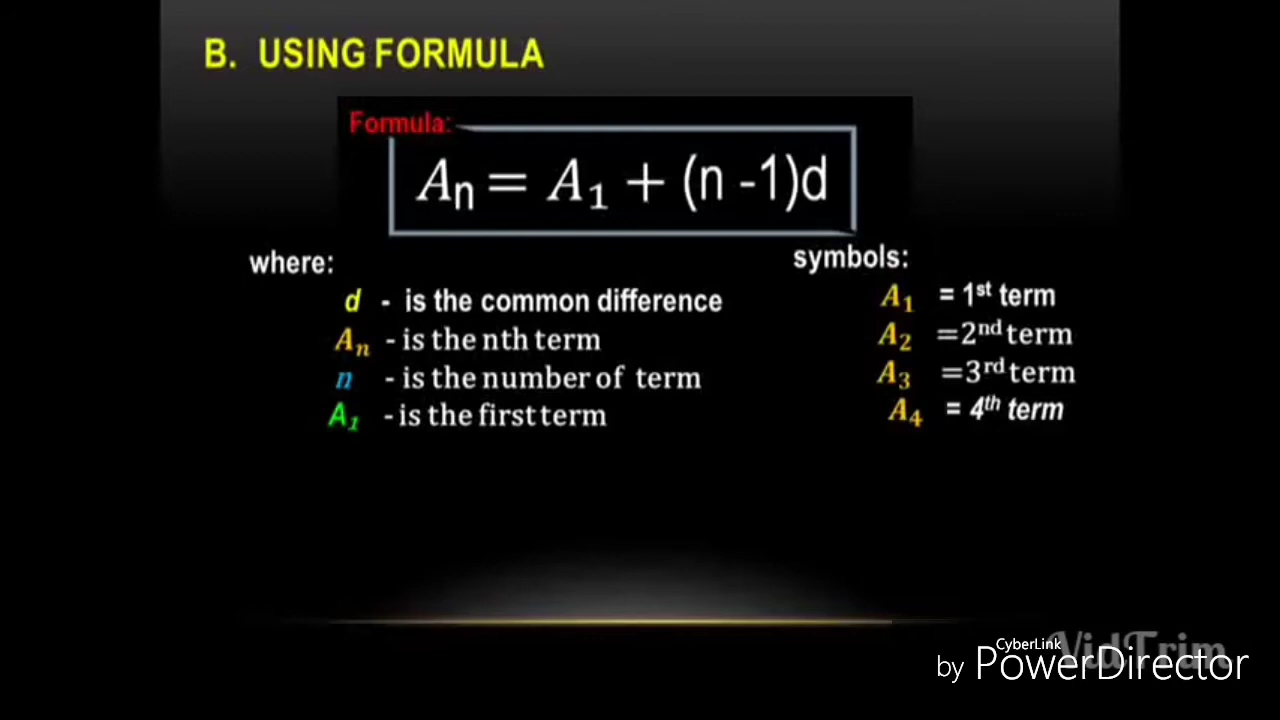 B. USING FORMULA
Formula:
Aₙ = A₁ + (n -1)d
where:
d - is the common difference
Aₙ - is the nth term
n - is the number of term
A₁ - is the first term
symbols:
A₁ = 1st term
A₂ =2nd term
A₃ =3rd term
A₄ = 4th term
VidTrim
CyberLink
by PowerDirector